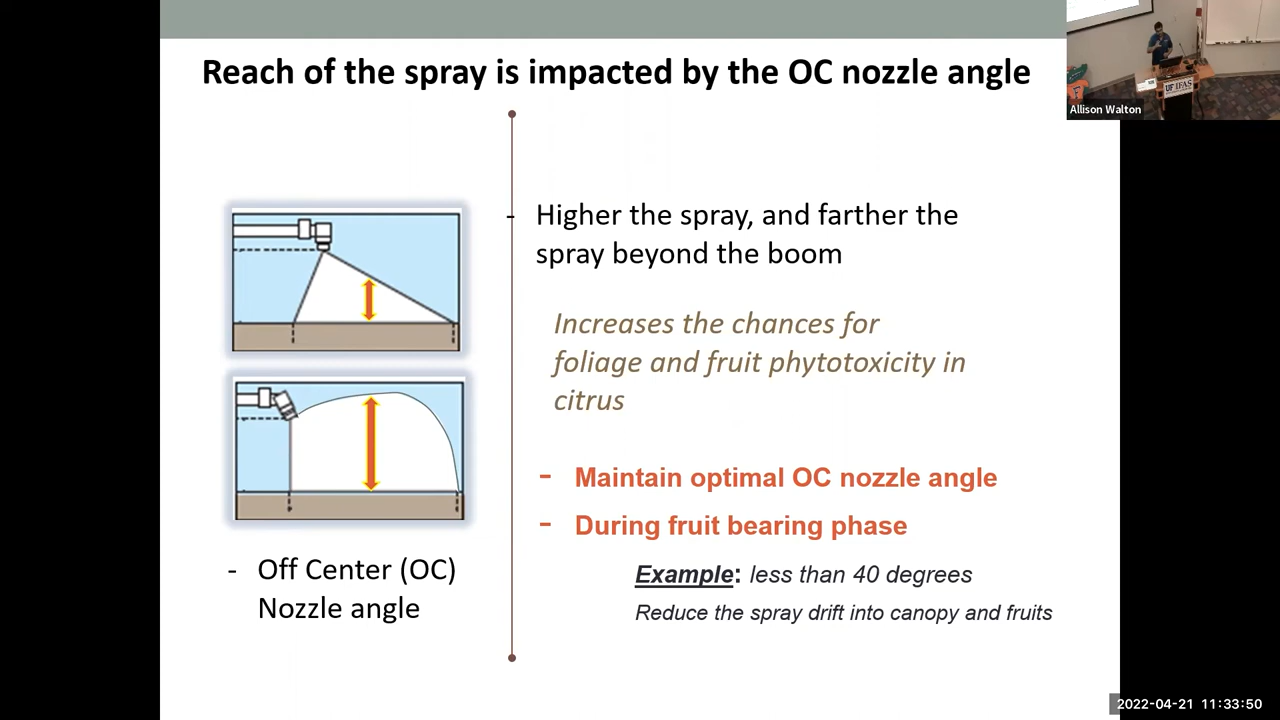 Reach of the spray is impacted by the OC nozzle angle
UF IFAS
Allison Walton
- Higher the spray, and farther the
spray beyond the boom
Increases the chances for
foliage and fruit phytotoxicity in
citrus
- Maintain optimal OC nozzle angle
- During fruit bearing phase
Example: less than 40 degrees
Reduce the spray drift into canopy and fruits
- Off Center (OC)
Nozzle angle
2022-04-21 11:33:50